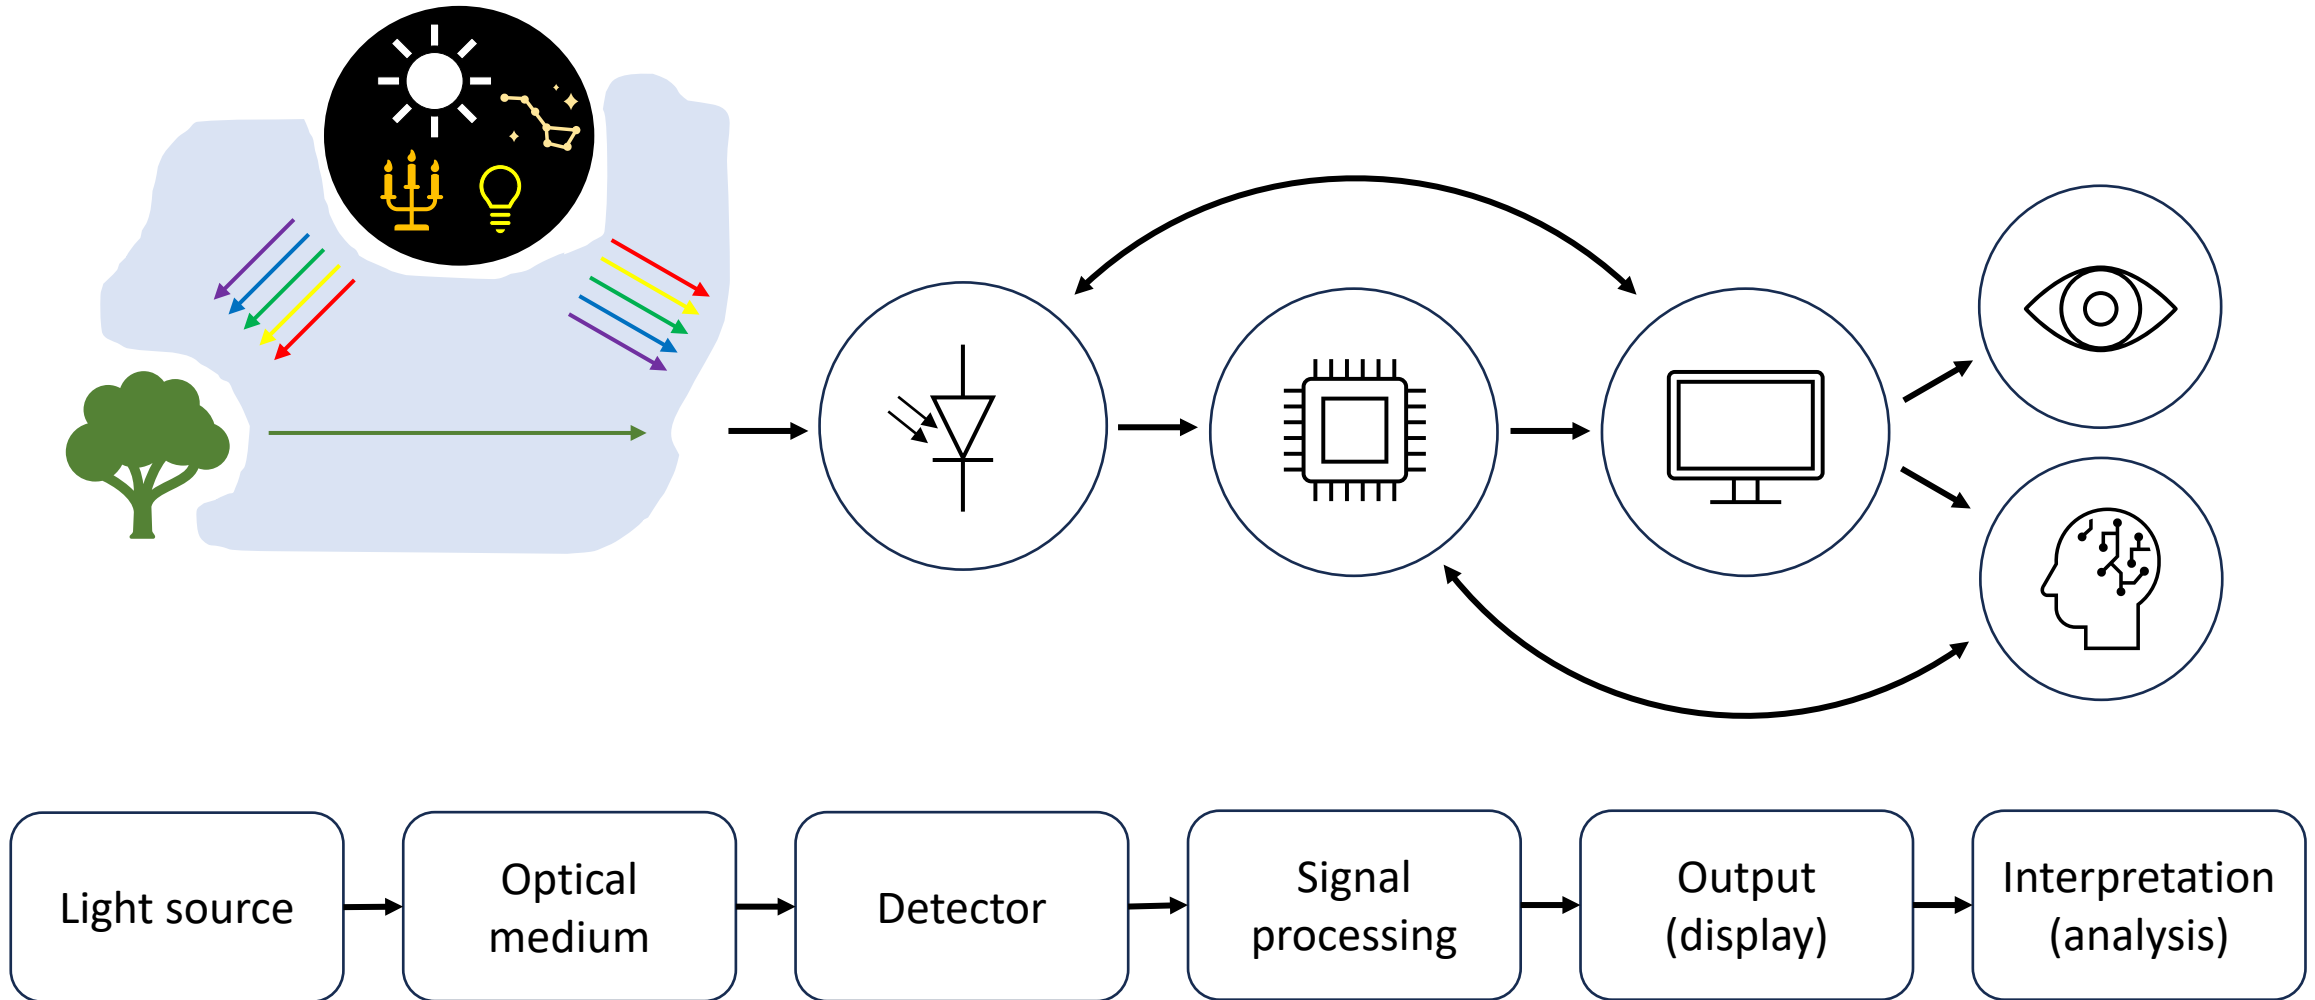 Light source
Optical
medium
Detector
Signal
processing
Output
(display)
Interpretation
(analysis)